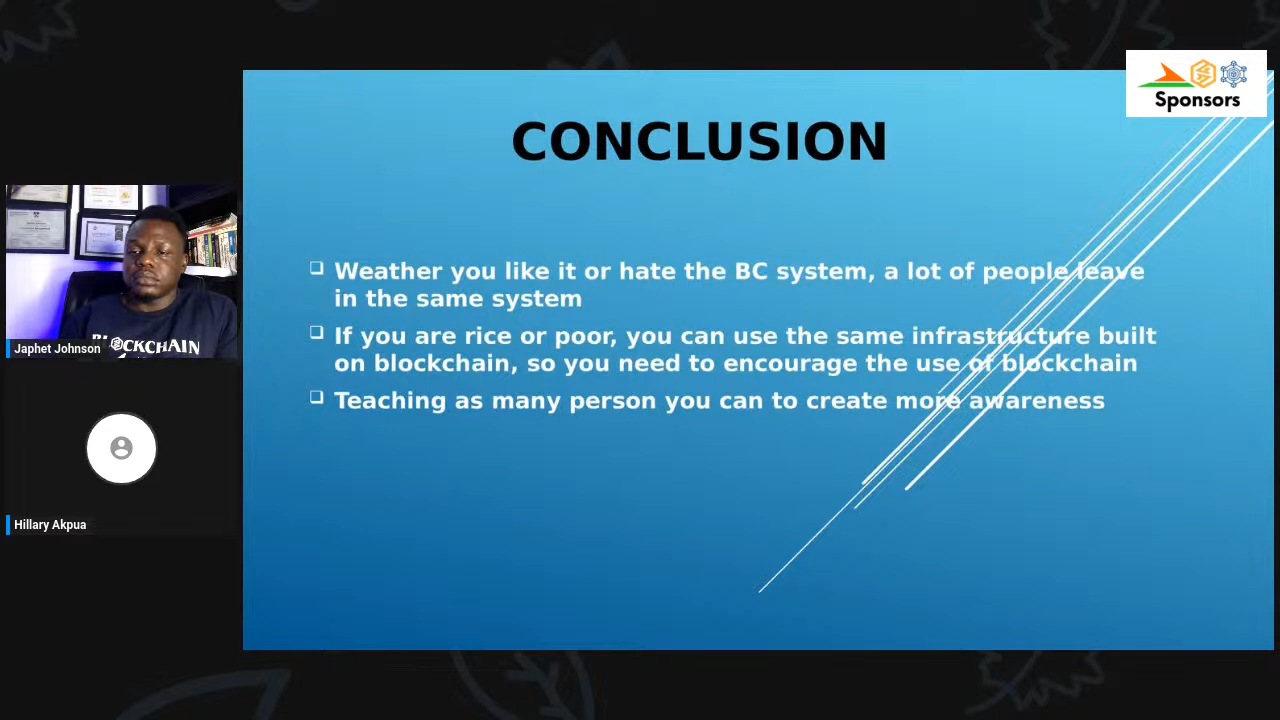 Sponsors
CONCLUSION
Weather you like it or hate the BC system, a lot of people leave
in the same system
If you are rice or poor, you can use the same infrastructure built
on blockchain, so you need to encourage the use of blockchain
Teaching as many person you can to create more awareness
BLOCKCHAIN
Japhet Johnson
Hillary Akpua